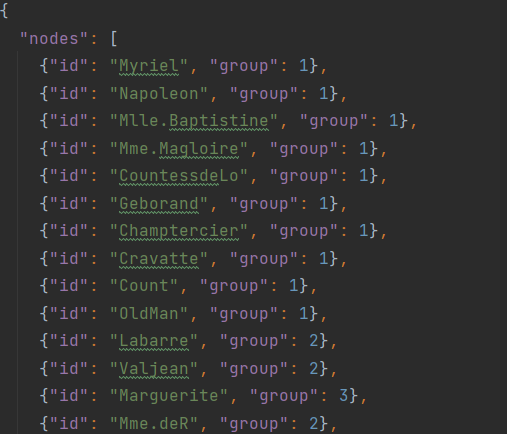 {
"nodes": [
{"id": "Myriel", "group": 1},
{"id": "Napoleon", "group": 1},
{"id": "Mlle.Baptistine", "group": 1},
{"id": "Mme.Magloire", "group": 1},
{"id": "CountessdeLo", "group": 1},
{"id": "Geborand", "group": 1},
{"id": "Champtercier", "group": 1},
{"id": "Cravatte", "group": 1},
{"id": "Count", "group": 1},
{"id": "OldMan", "group": 1},
{"id": "Labarre", "group": 2},
{"id": "Valjean", "group": 2},
{"id": "Marguerite", "group": 3},
{"id": "Mme.deR", "group": 2},